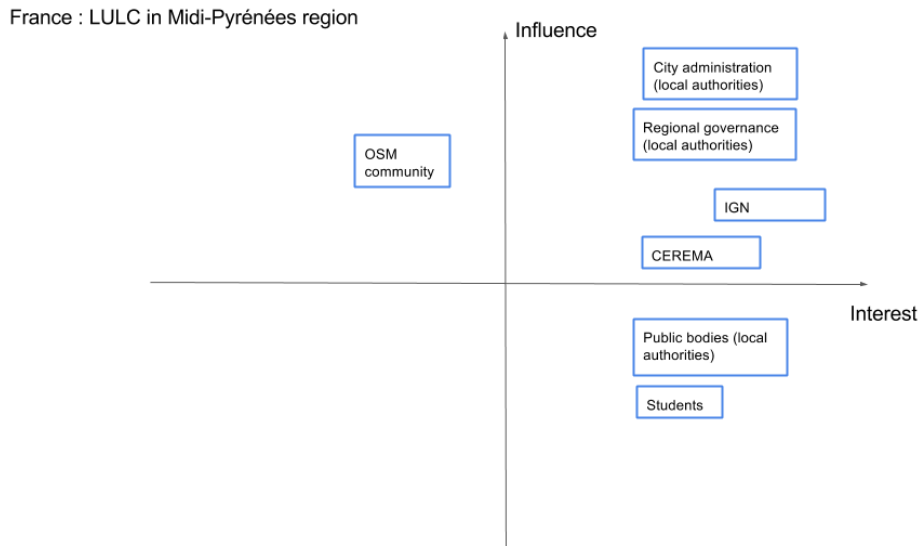 France : LULC in Midi-Pyrénées region
Influence
City administration
(local authorities)
Regional governance
(local authorities)
OSM
community
IGN
CEREMA
Interest
Public bodies (local
authorities)
Students